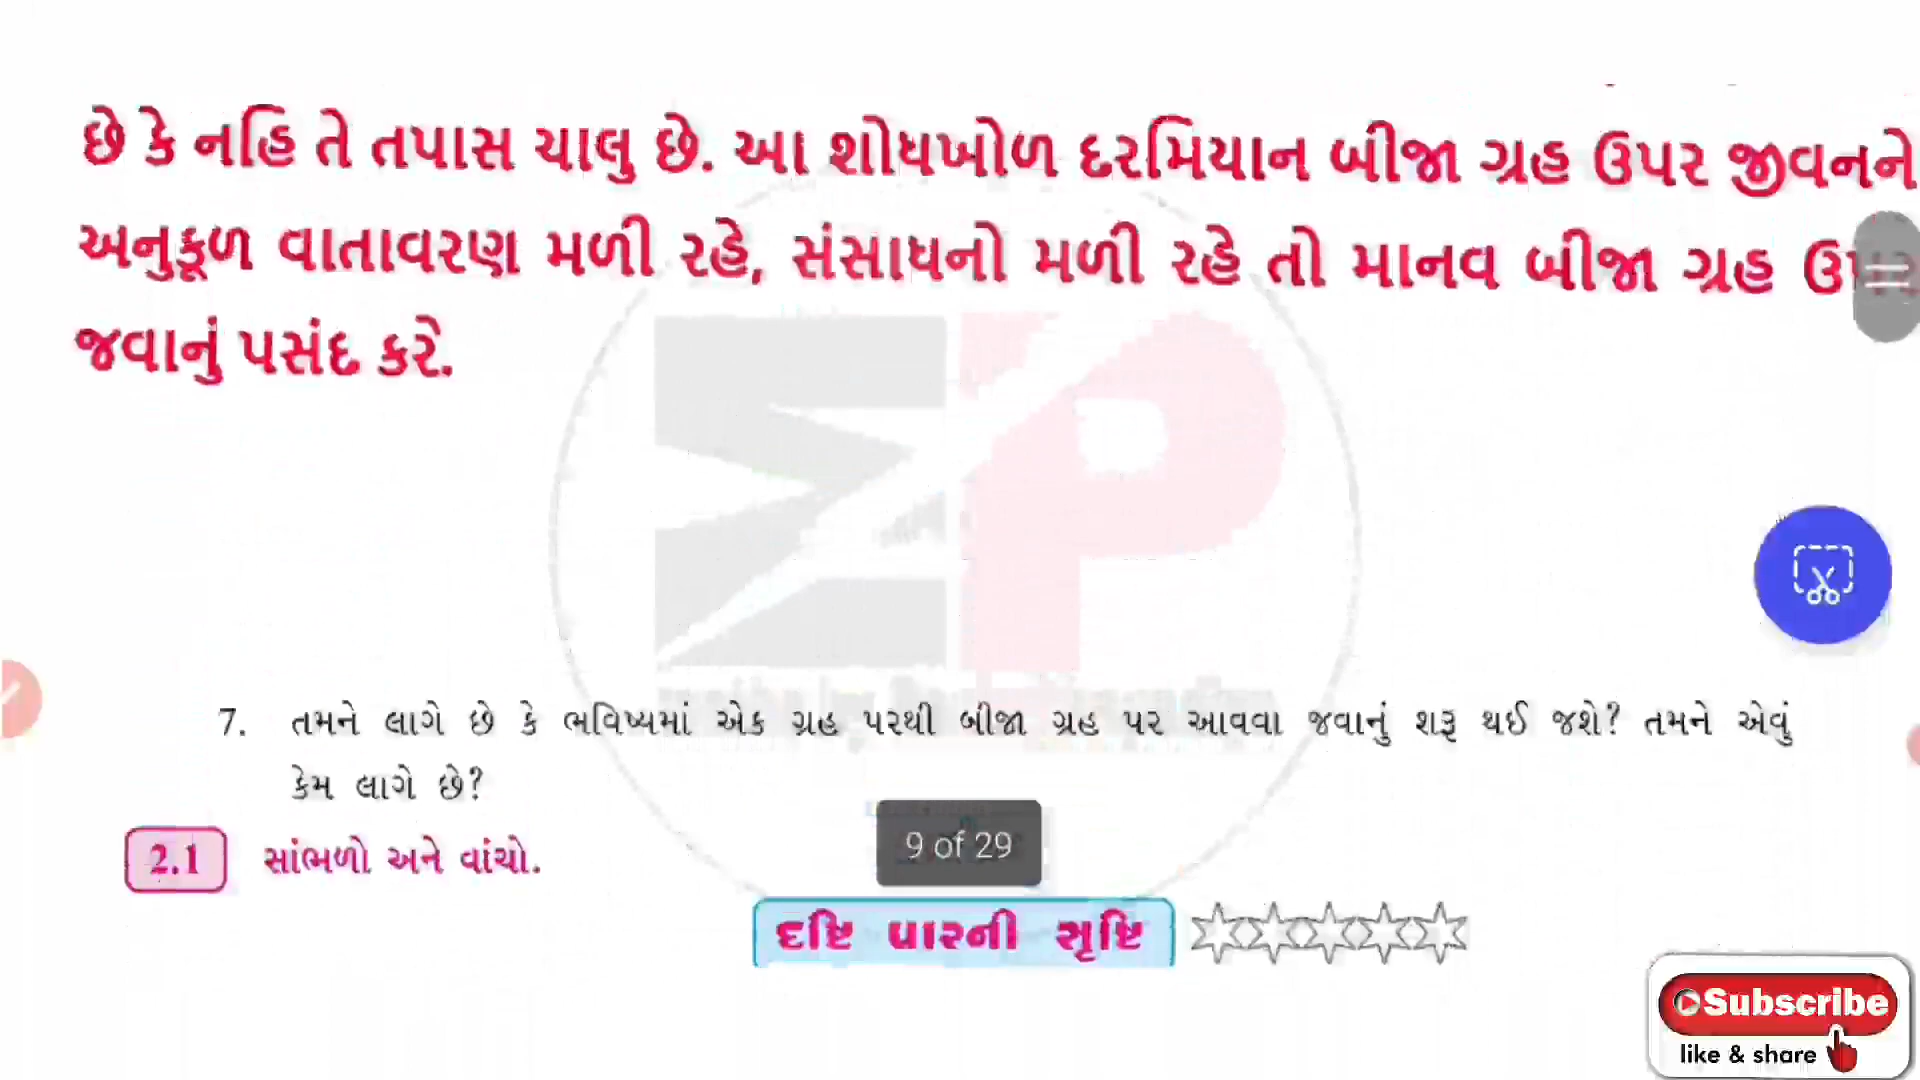 છે કે નહિ તે તપાસ ચાલુ છે. આ શોધખોળ દરમિયાન બીજા ગ્રહ ઉપર જીવનને
અનુકૂળ વાતાવરણ મળી રહે, સંસાધનો મળી રહે તો માનવ બીજા ગ્રહ ઉપર
જવાનું પસંદ કરે.
7. તમને લાગે છે કે ભવિષ્યમાં એક ગ્રહ પરથી બીજા ગ્રહ પર આવવા જવાનું શરૂ થઈ જશે? તમને એવું
કેમ લાગે છે?
2.1 સાંભળો અને વાંચો.
9 of 29
દૃષ્ટિ પારની સૃષ્ટિ
Subscribe
like & share